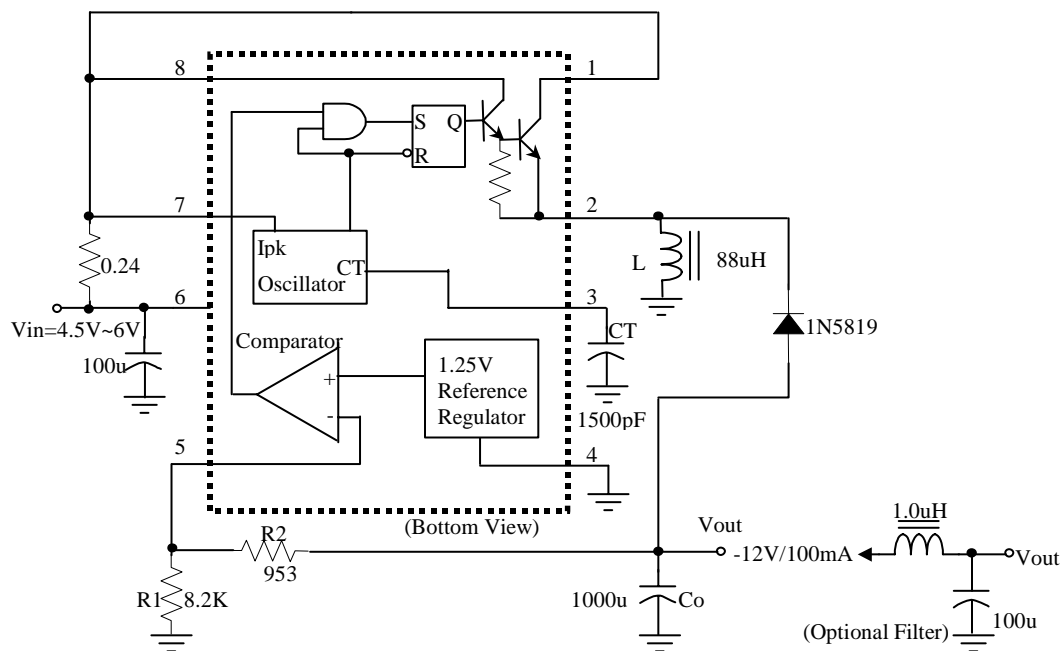 8
1
S
Q
R
7
2
Ipk
CT
Oscillator
0.24
L
88uH
6
3
Vin=4.5V~6V
CT
1N5819
100u
Comparator
+
-
1.25V
Reference
Regulator
1500pF
5
4
(Bottom View)
R2
953
Vout
1.0uH
-12V/100mA
Vout
R1
8.2K
1000u
Co
100u
(Optional Filter)